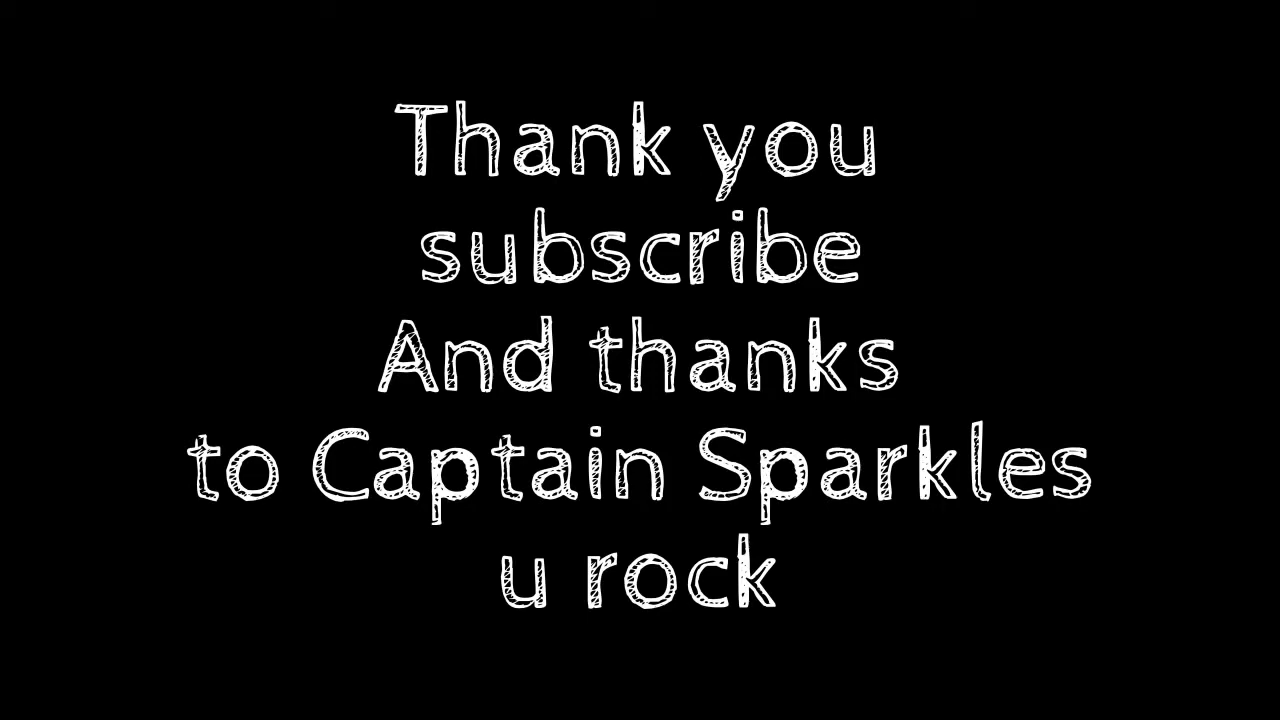 Thank you
subscribe
And thanks
to Captain Sparkles
u rock